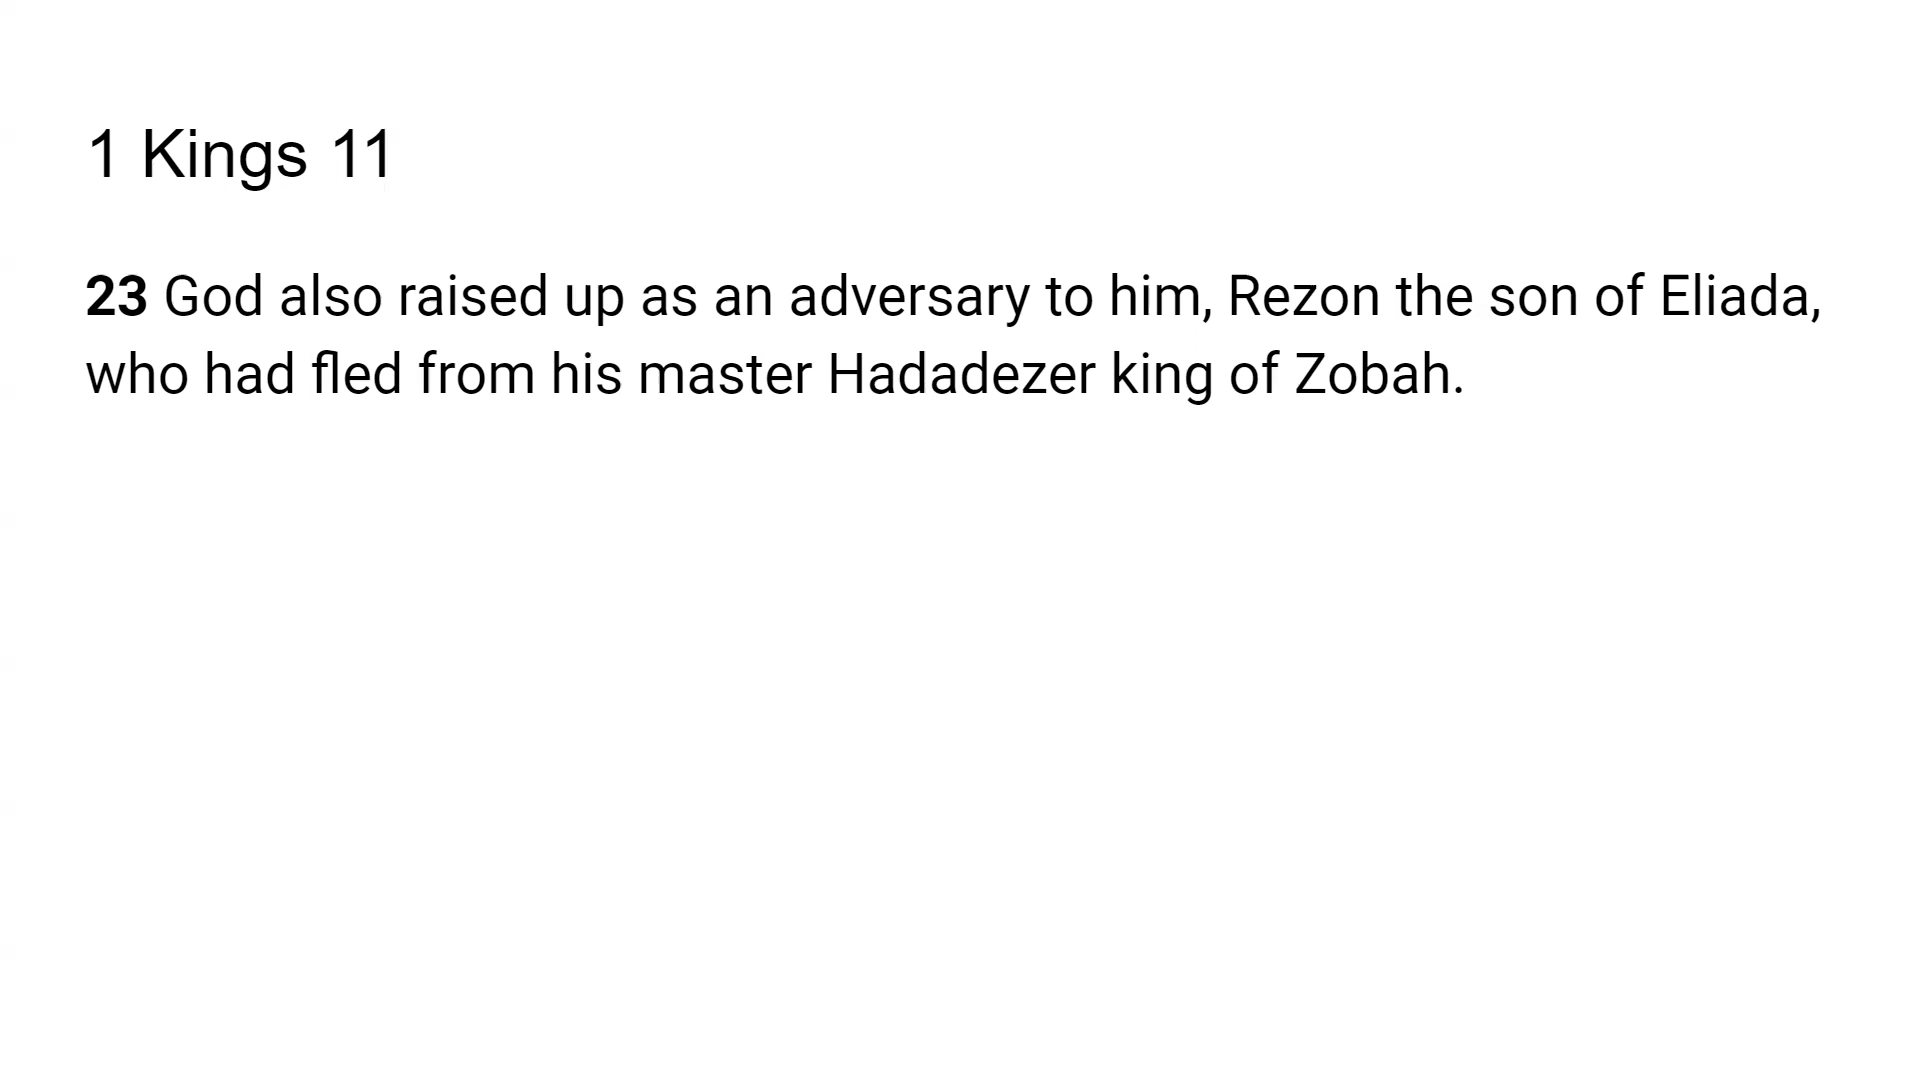 1 Kings 11
23 God also raised up as an adversary to him, Rezon the son of Eliada,
who had fled from his master Hadadezer king of Zobah.